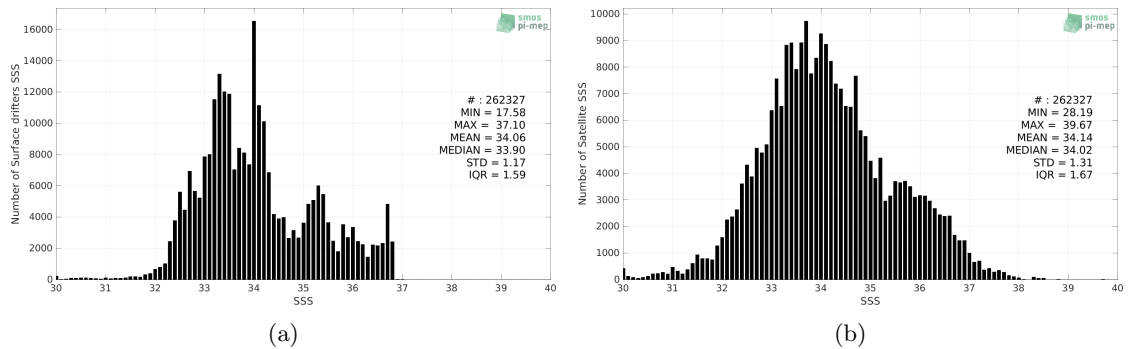 smos
pi-mep
Number of Surface drifters SSS
16000
14000
12000
10000
8000
6000
4000
2000
0
# : 262327
MIN = 17.58
MAX = 37.10
MEAN = 34.06
MEDIAN = 33.90
STD = 1.17
IQR = 1.59
30 31 32 33 34 35 36 37 38 39 40
SSS
(a)
smos
pi-mep
Number of Satellite SSS
10000
9000
8000
7000
6000
5000
4000
3000
2000
1000
0
# : 262327
MIN = 28.19
MAX = 39.67
MEAN = 34.14
MEDIAN = 34.02
STD = 1.31
IQR = 1.67
30 31 32 33 34 35 36 37 38 39 40
SSS
(b)